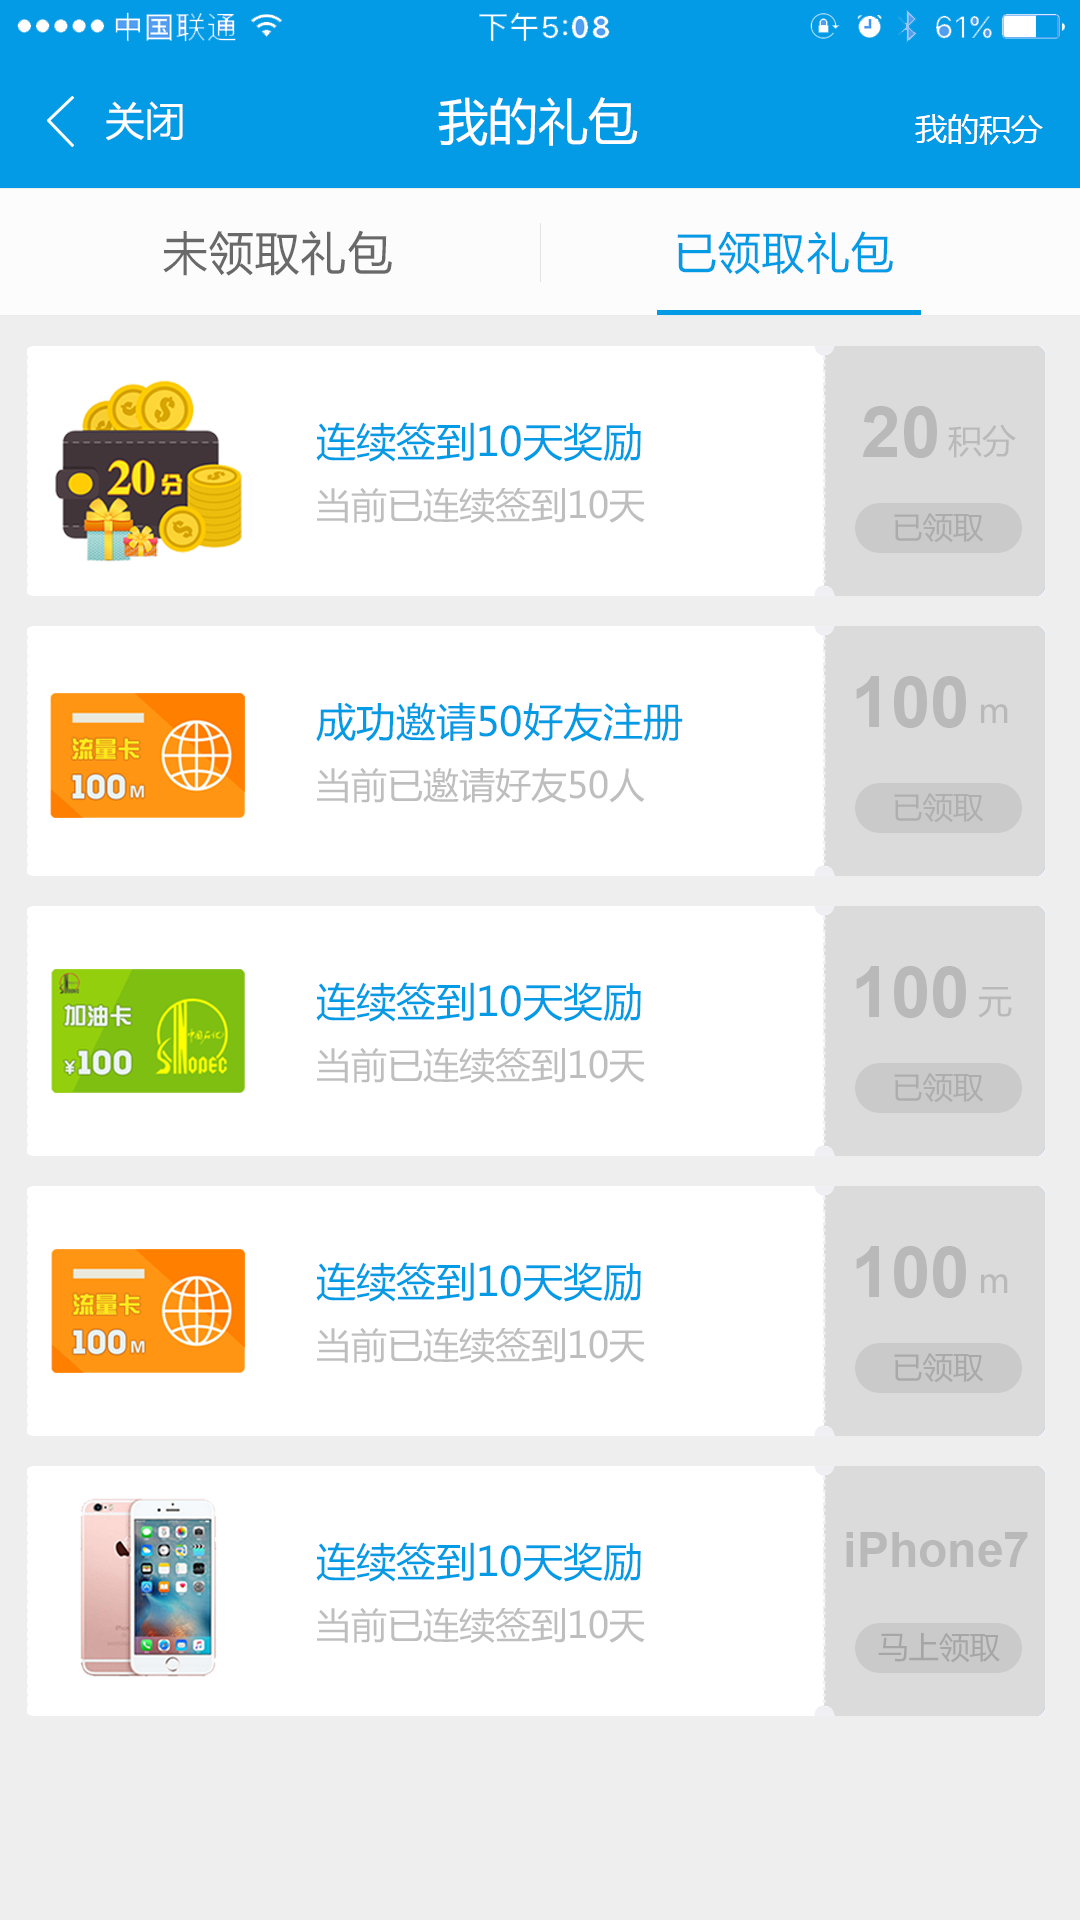 中国联通 下午5:08 61%
关闭 我的礼包 我的积分
未领取礼包 已领取礼包
20分
连续签到10天奖励
当前已连续签到10天
20 积分
已领取
流量卡
100M
成功邀请50好友注册
当前已邀请好友50人
100 m
已领取
加油卡
¥100
中国石化
SINOPEC
连续签到10天奖励
当前已连续签到10天
100 元
已领取
流量卡
100M
连续签到10天奖励
当前已连续签到10天
100 m
已领取
连续签到10天奖励
当前已连续签到10天
iPhone7
马上领取